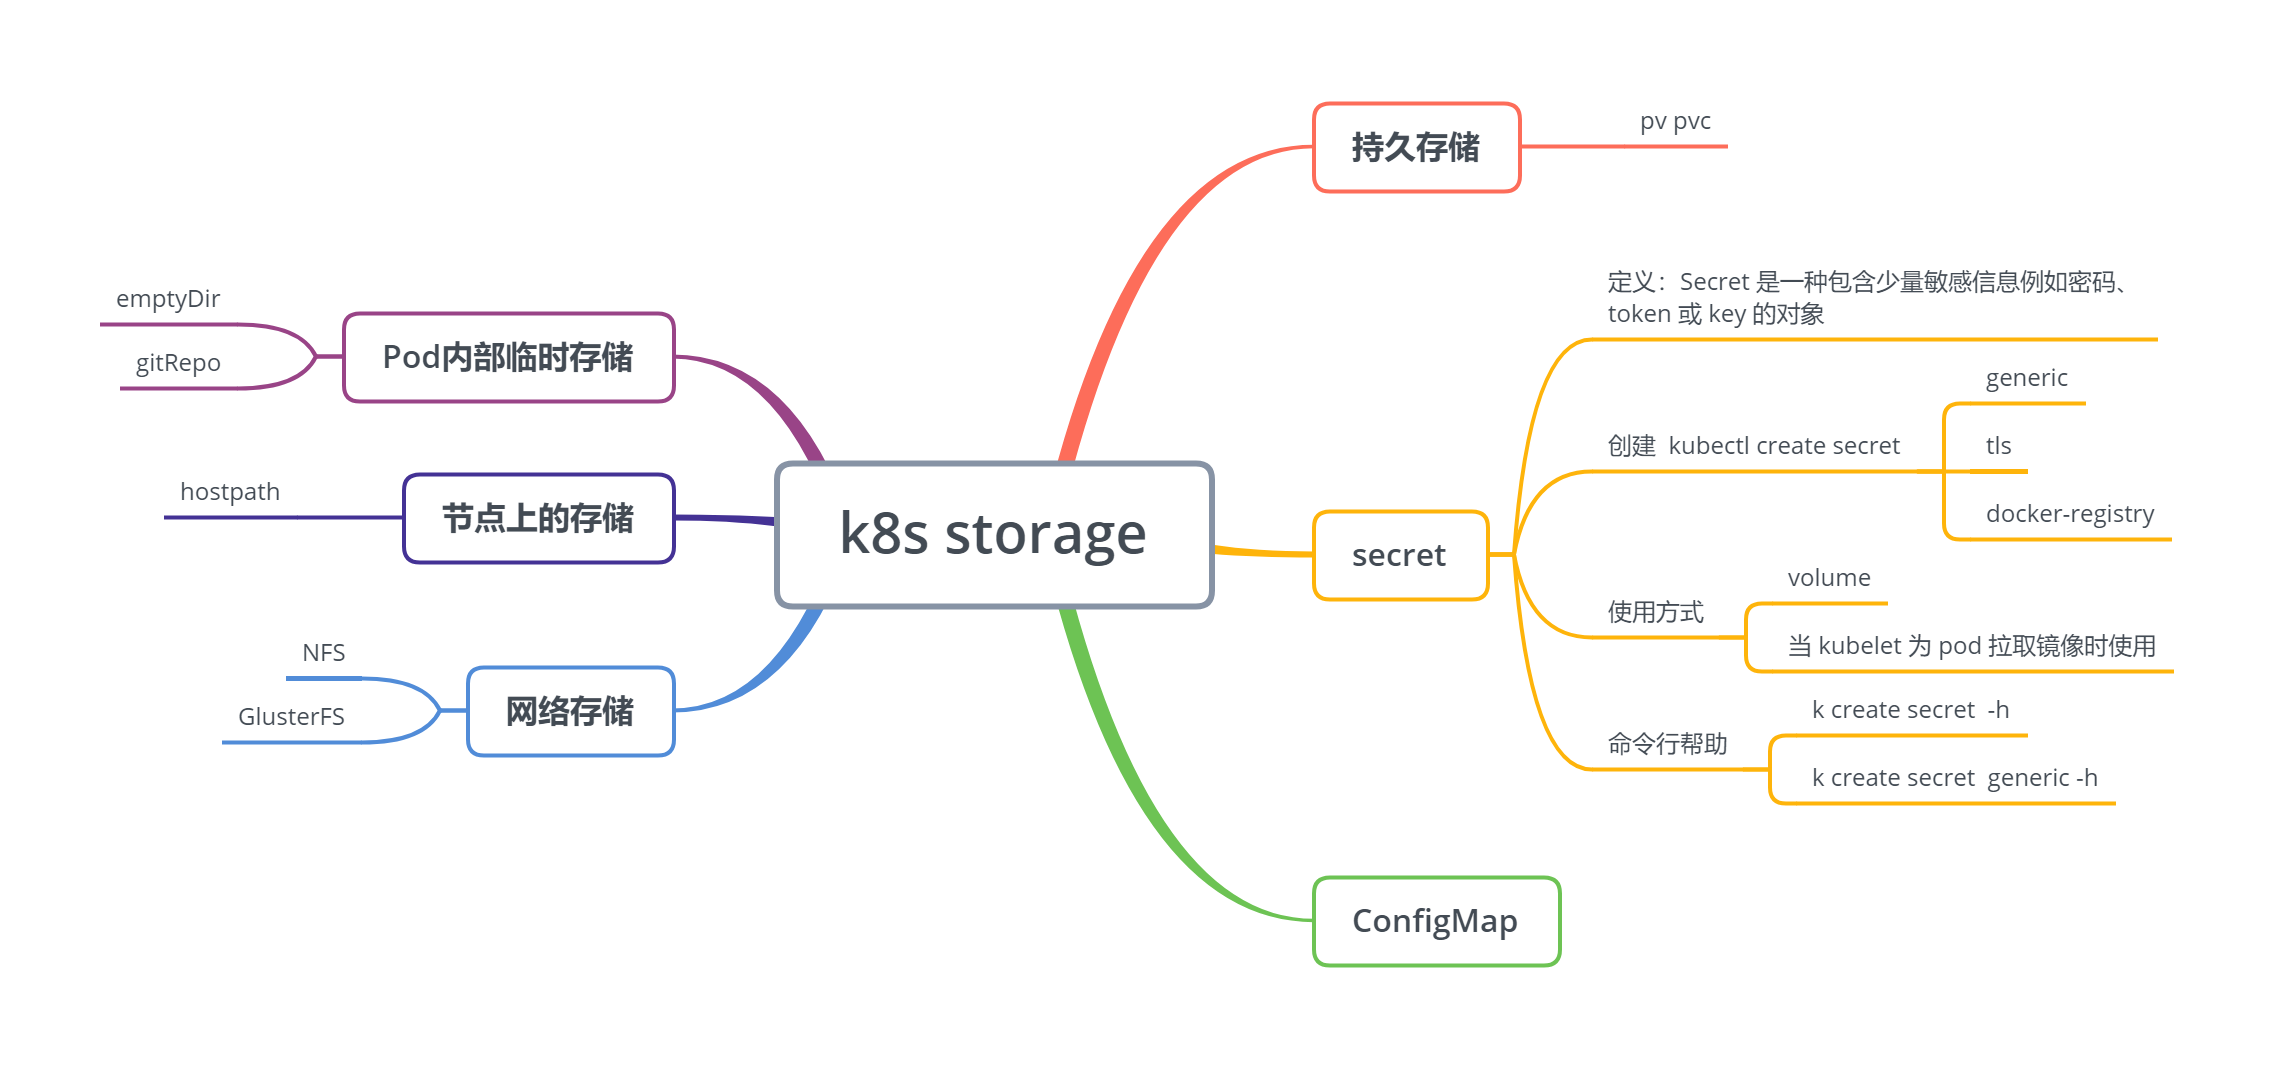 k8s storage
持久存储
pv pvc
secret
定义：Secret 是一种包含少量敏感信息例如密码、
token 或 key 的对象
创建  kubectl create secret
generic
tls
docker-registry
使用方式
volume
当 kubelet 为 pod 拉取镜像时使用
命令行帮助
k create secret  -h
k create secret  generic -h
ConfigMap
Pod内部临时存储
emptyDir
gitRepo
节点上的存储
hostpath
网络存储
NFS
GlusterFS